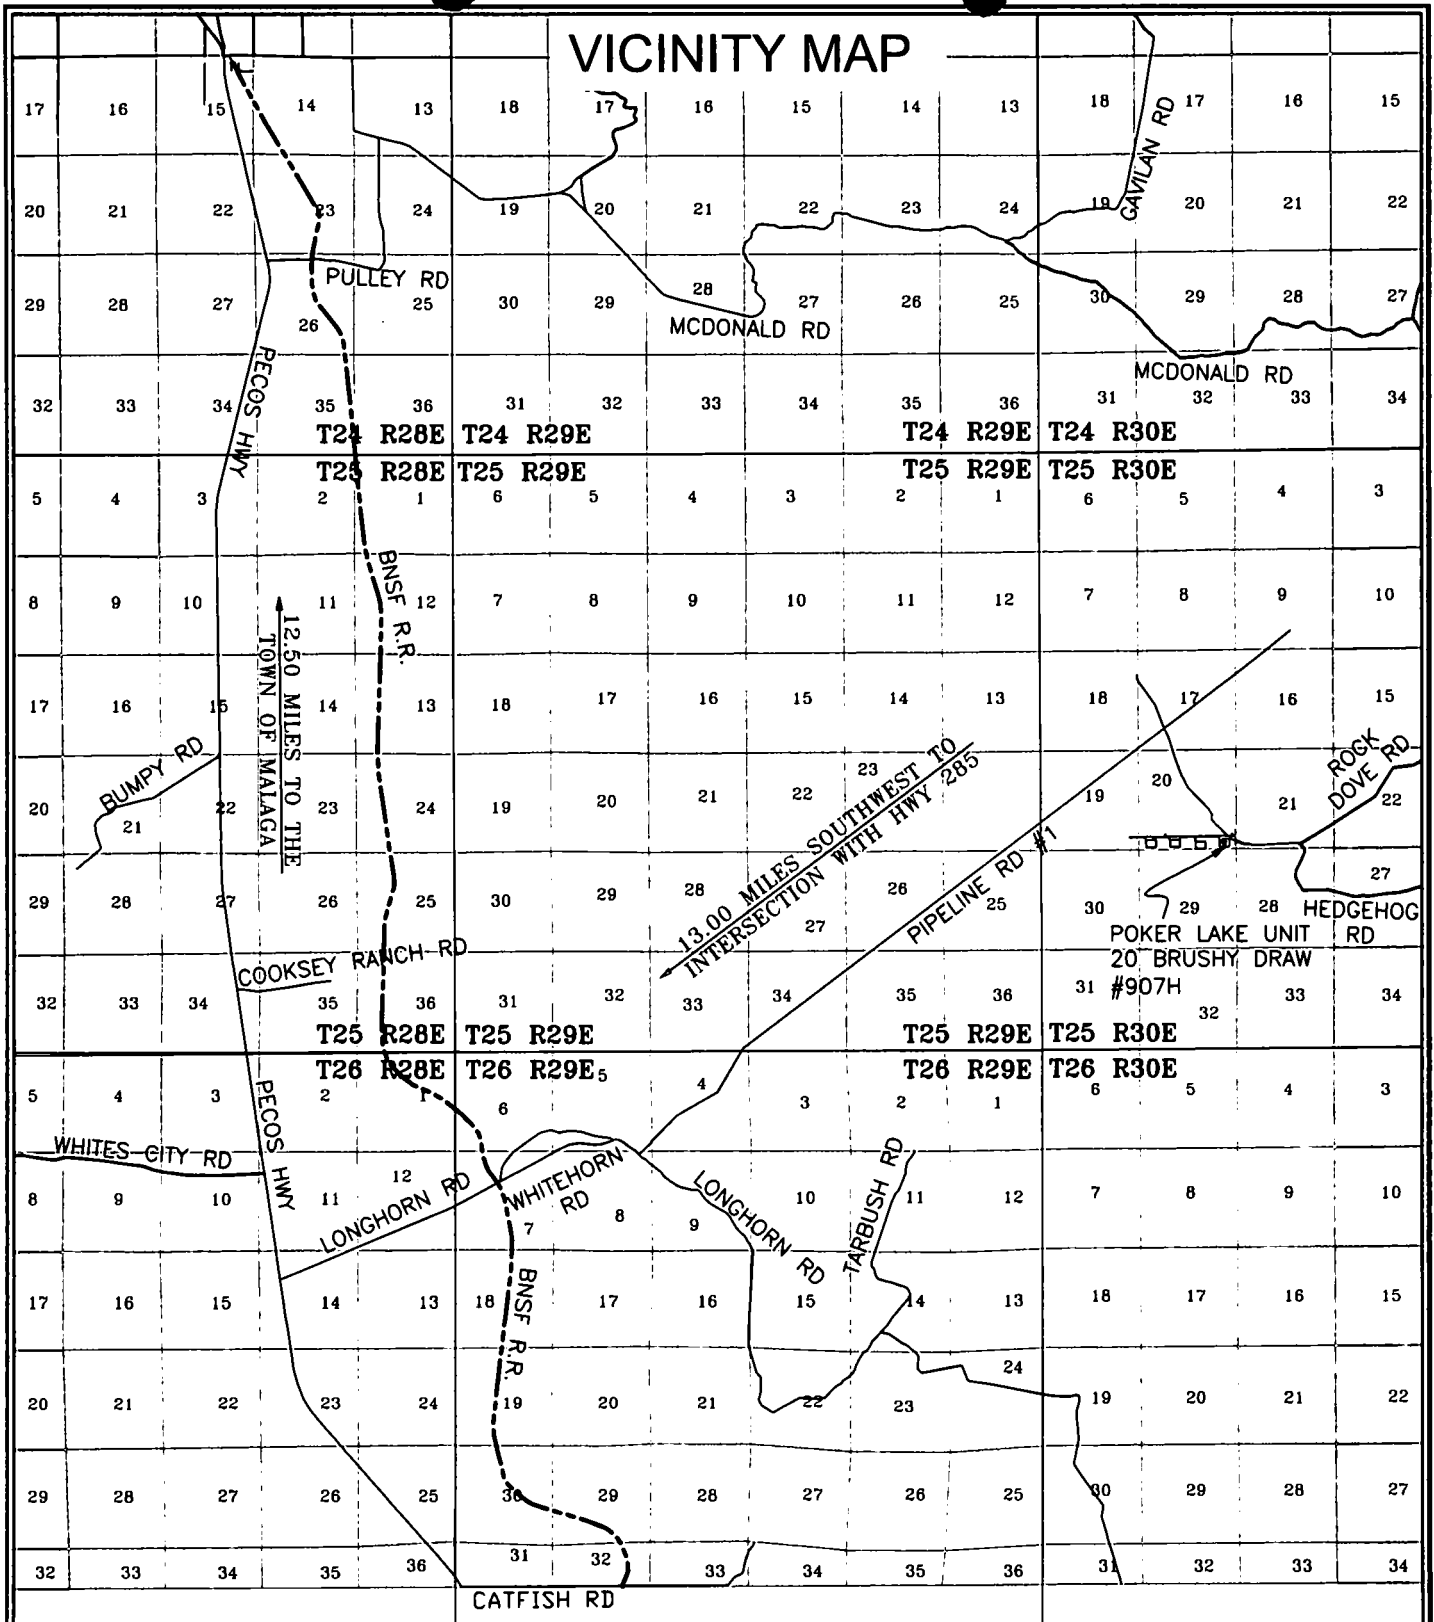 VICINITY MAP
17 16 15 14 13 18 17 16 15 14 13 18 17 16 15
GAVILAN RD
20 21 22 23 24 19 20 21 22 23 24 19 20 21 22
PULLEY RD
29 28 27 26 25 30 29 28 27 26 25 30 29 28 27
MCDONALD RD
MCDONALD RD
PECOS HWY
32 33 34 35 36 31 32 33 34 35 36 31 32 33 34
T24 R28E T24 R29E T24 R29E T24 R30E
T25 R28E T25 R29E T25 R29E T25 R30E
5 4 3 2 1 6 5 4 3 2 1 6 5 4 3
BNSF R.R.
8 9 10 11 12 7 8 9 10 11 12 7 8 9 10
12.50 MILES TO THE
TOWN OF MALAGA
17 16 15 14 13 18 17 16 15 14 13 18 17 16 15
BUMPY RD
ROCK
DOVE RD
20 21 22 23 24 19 20 21 22 23 19 20 21 22
13.00 MILES SOUTHWEST TO
INTERSECTION WITH HWY 285
PIPELINE RD #1
29 28 27 26 25 30 29 28 27 26 25 30 29 28 27
HEDGEHOG
RD
POKER LAKE UNIT
20 BRUSHY DRAW
#907H
COOKSEY RANCH RD
32 33 34 35 36 31 32 33 34 35 36 31 32 33 34
T25 R28E T25 R29E T25 R29E T25 R30E
T26 R28E T26 R29E T26 R29E T26 R30E
5 4 3 2 1 6 5 4 3 2 1 6 5 4 3
PECOS HWY
WHITES CITY RD
8 9 10 11 12 7 8 9 10 11 12 7 8 9 10
LONGHORN RD
WHITEHORN
RD
LONGHORN RD
TARBUSH RD
BNSF R.R.
17 16 15 14 13 18 17 16 15 14 13 18 17 16 15
20 21 22 23 24 19 20 21 22 23 24 19 20 21 22
29 28 27 26 25 30 29 28 27 26 25 30 29 28 27
32 33 34 35 36 31 32 33 34 35 36 31 32 33 34
CATFISH RD